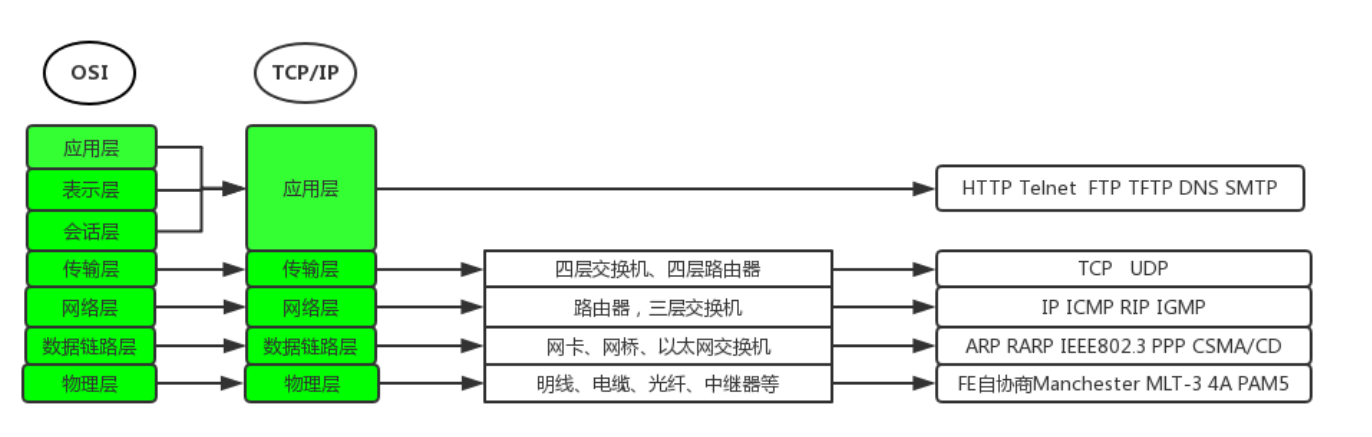 OSI
TCP/IP
应用层
表示层
会话层
应用层
HTTP Telnet FTP TFTP DNS SMTP
传输层
传输层
四层交换机、四层路由器
TCP UDP
网络层
网络层
路由器，三层交换机
IP ICMP RIP IGMP
数据链路层
数据链路层
网卡、网桥、以太网交换机
ARP RARP IEEE802.3 PPP CSMA/CD
物理层
物理层
明线、电缆、光纤、中继器等
FE自协商Manchester MLT-3 4A PAM5